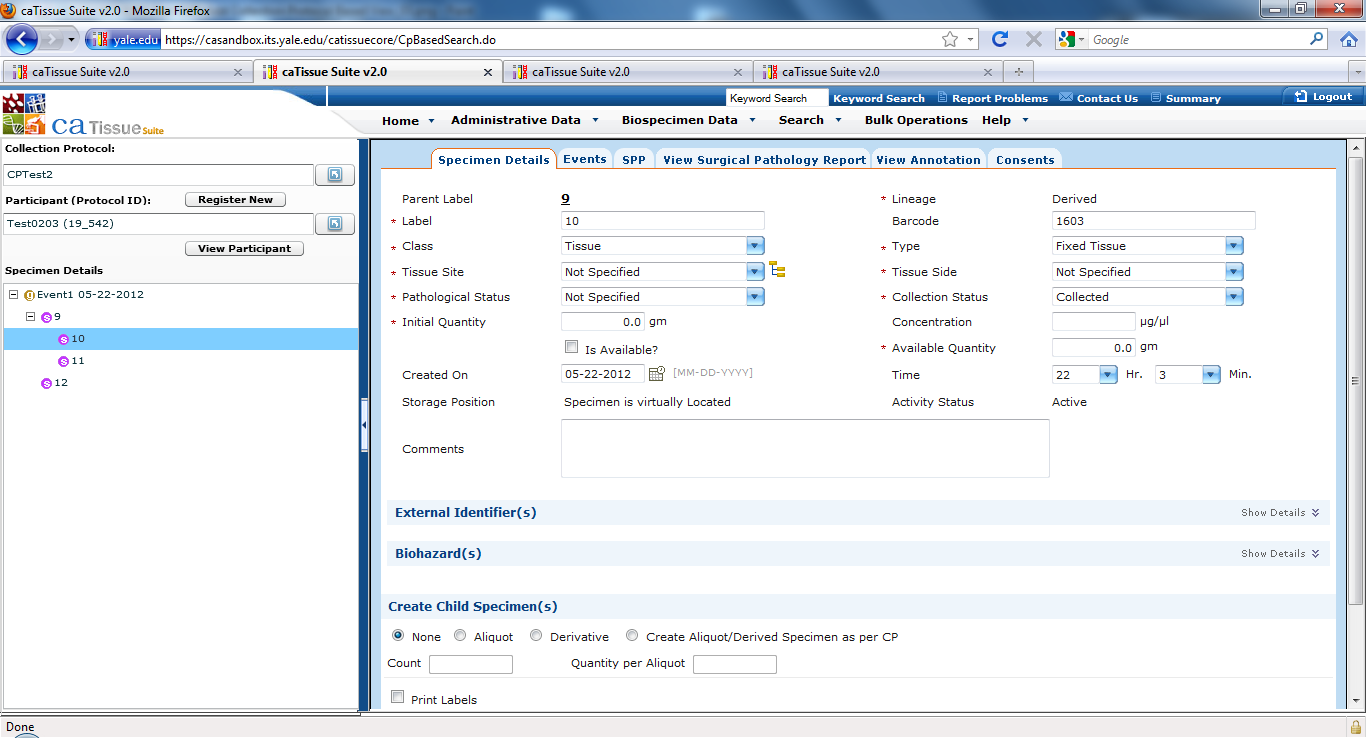 caTissue Suite v2.0 - Mozilla Firefox
yale.edu https://casandbox.its.yale.edu/catissuecore/CpBasedSearch.do
Google
caTissue Suite v2.0
caTissue Suite v2.0
caTissue Suite v2.0
caTissue Suite v2.0
Keyword Search Keyword Search Report Problems Contact Us Summary Logout
ca Tissue Suite
Home Administrative Data Biospecimen Data Search Bulk Operations Help
Collection Protocol:
CPTest2
Participant (Protocol ID): Register New
Test0203 (19_542)
View Participant
Specimen Details
Event1 05-22-2012
S 9
S 10
S 11
S 12
Specimen Details Events SPP View Surgical Pathology Report View Annotation Consents
Parent Label 9 * Lineage Derived
* Label 10 Barcode 1603
* Class Tissue * Type Fixed Tissue
* Tissue Site Not Specified * Tissue Side Not Specified
* Pathological Status Not Specified * Collection Status Collected
* Initial Quantity 0.0 gm Concentration µg/µl
Is Available? * Available Quantity 0.0 gm
Created On 05-22-2012 [MM-DD-YYYY] Time 22 Hr. 3 Min.
Storage Position Specimen is virtually Located Activity Status Active
Comments
External Identifier(s) Show Details
Biohazard(s) Show Details
Create Child Specimen(s)
None Aliquot Derivative Create Aliquot/Derived Specimen as per CP
Count Quantity per Aliquot
Print Labels
Done